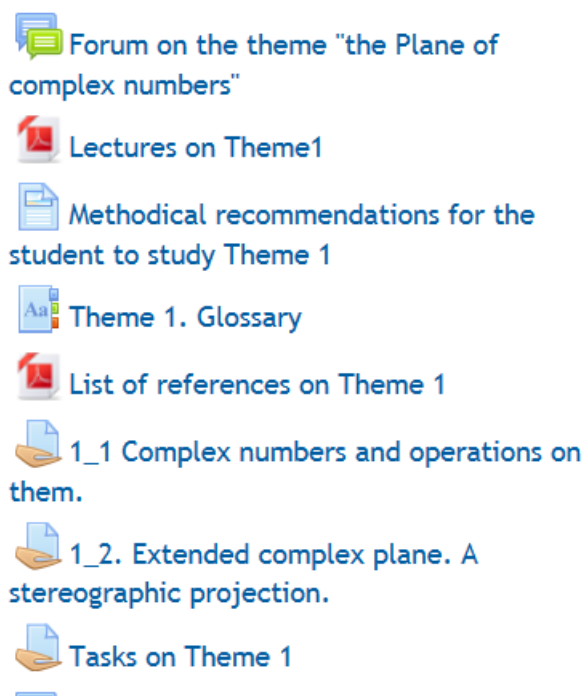 Forum on the theme "the Plane of
complex numbers"
Lectures on Theme1
Methodical recommendations for the
student to study Theme 1
Aa
Theme 1. Glossary
List of references on Theme 1
1_1 Complex numbers and operations on
them.
1_2. Extended complex plane. A
stereographic projection.
Tasks on Theme 1